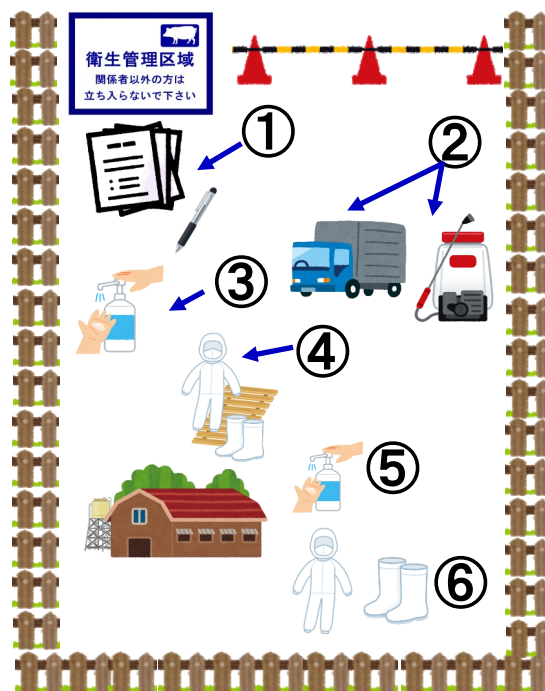 衛生管理区域
関係者以外の方は
立ち入らないで下さい
①
②
③
④
⑤
⑥